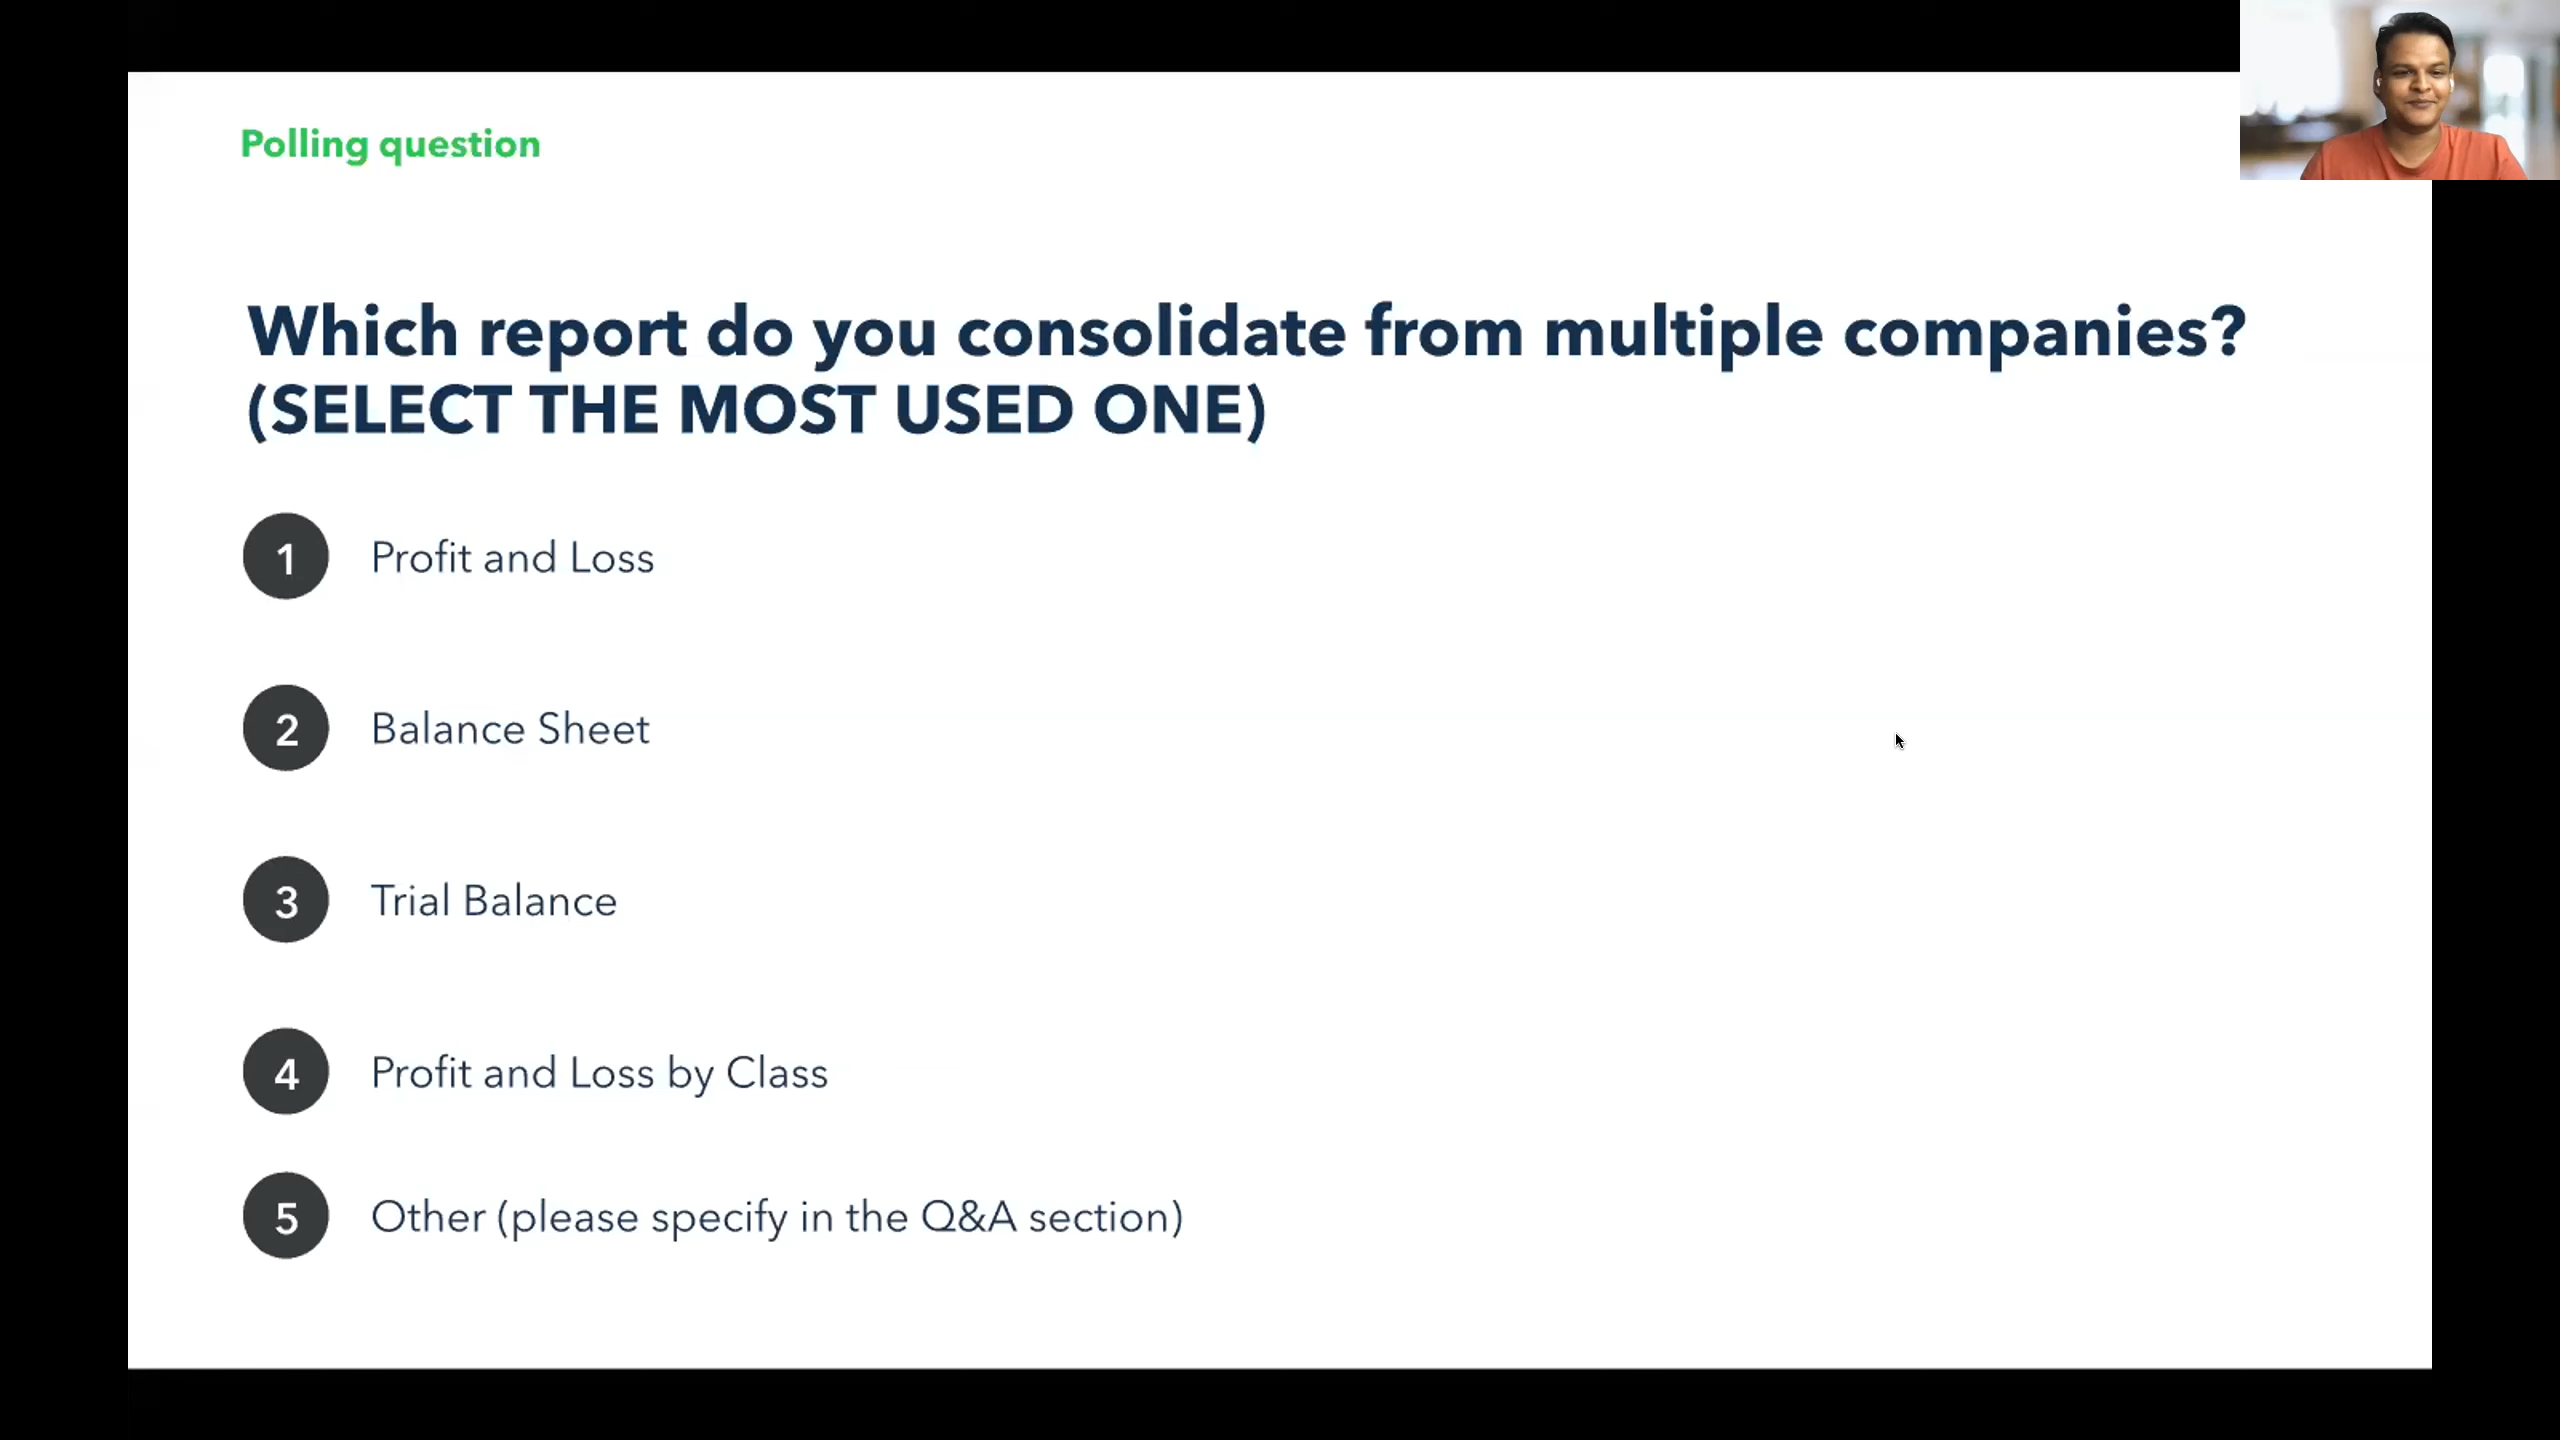 Polling question
Which report do you consolidate from multiple companies?
(SELECT THE MOST USED ONE)
1 Profit and Loss
2 Balance Sheet
3 Trial Balance
4 Profit and Loss by Class
5 Other (please specify in the Q&A section)